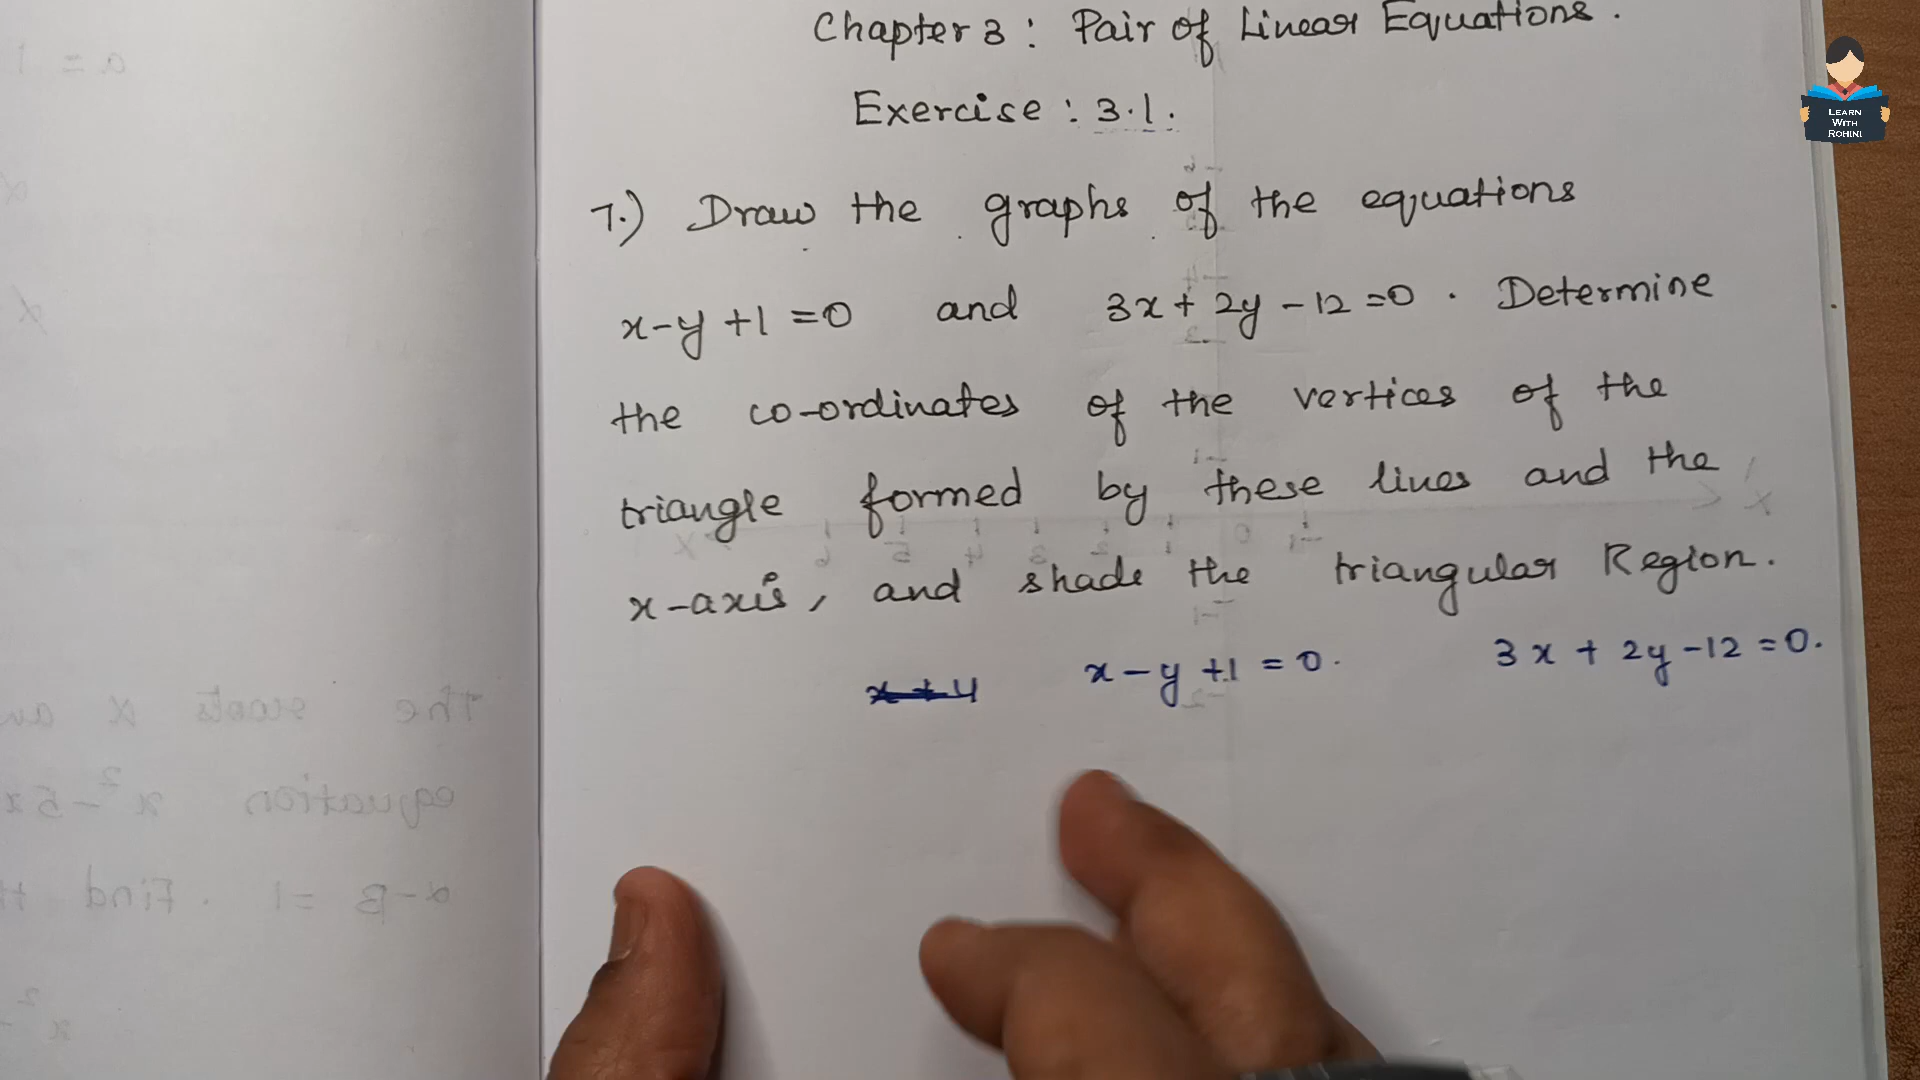 Chapter 3 : Pair of Linear Equations.
Exercise : 3.1.
LEARN
WITH
ROHINI
7.) Draw the graphs of the equations
x-y+1=0 and 3x+2y-12=0. Determine
the co-ordinates of the vertices of the
triangle formed by these lines and the
x-axis, and shade the triangular Region.
x-y+1=0. 3x+2y-12=0.